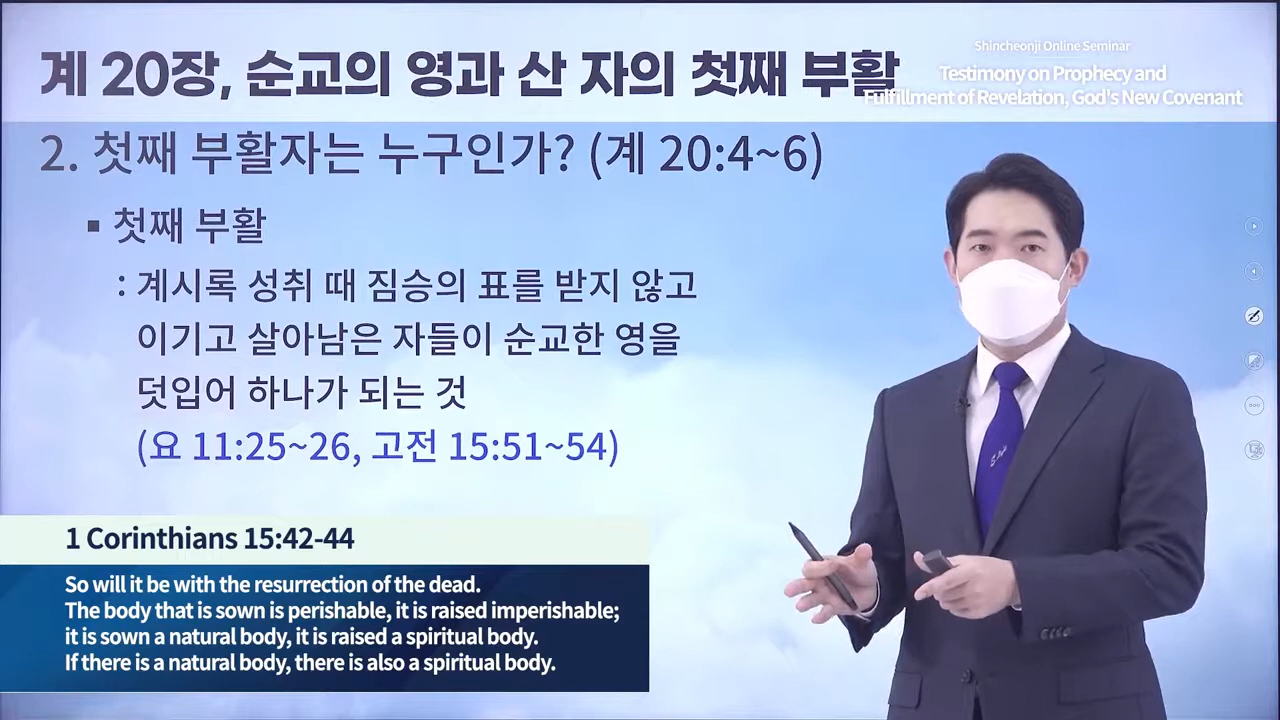 계 20장, 순교의 영과 산 자의 첫째 부활
Shincheonji Online Seminar
Testimony on Prophecy and
Fulfillment of Revelation, God's New Covenant
2. 첫째 부활자는 누구인가? (계 20:4~6)
▪ 첫째 부활
: 계시록 성취 때 짐승의 표를 받지 않고
이기고 살아남은 자들이 순교한 영을
덧입어 하나가 되는 것
(요 11:25~26, 고전 15:51~54)
1 Corinthians 15:42-44
So will it be with the resurrection of the dead.
The body that is sown is perishable, it is raised imperishable;
it is sown a natural body, it is raised a spiritual body.
If there is a natural body, there is also a spiritual body.